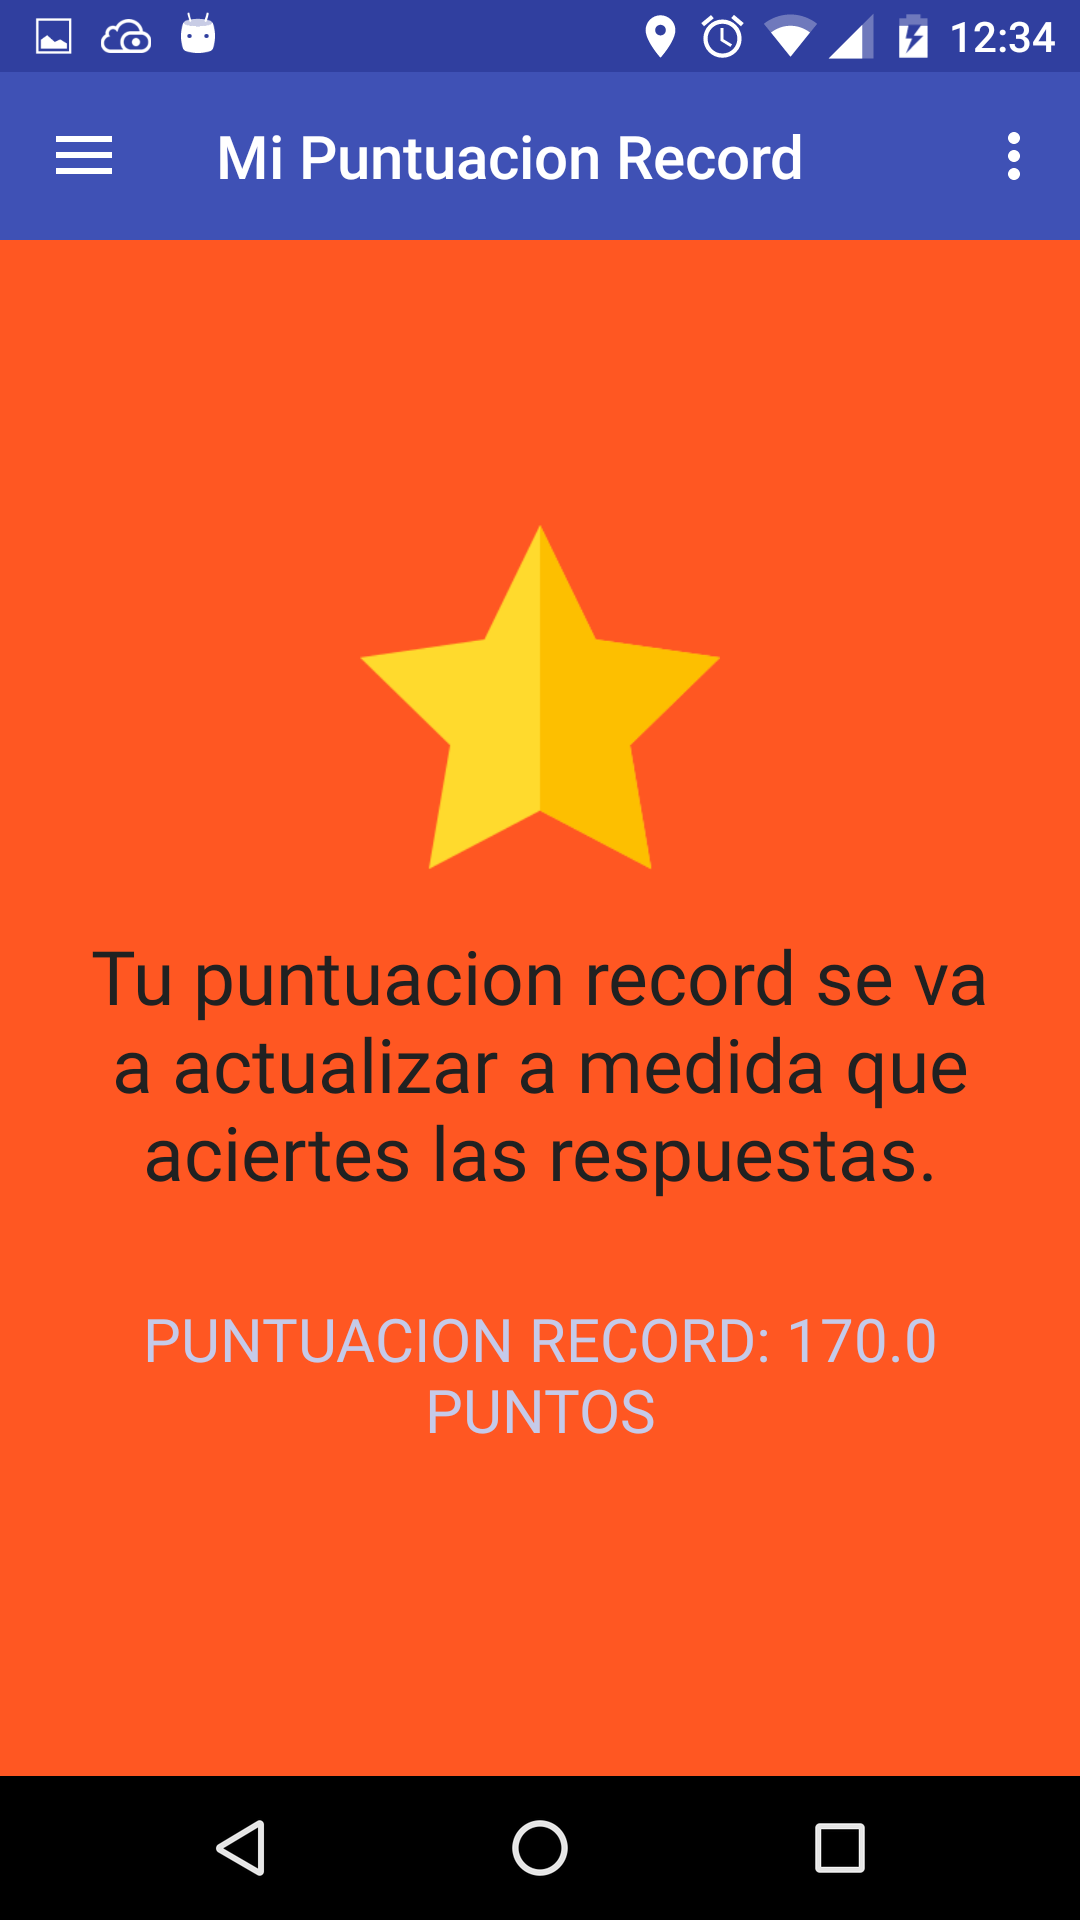 12:34
Mi Puntuacion Record
Tu puntuacion record se va
a actualizar a medida que
aciertes las respuestas.
PUNTUACION RECORD: 170.0
PUNTOS